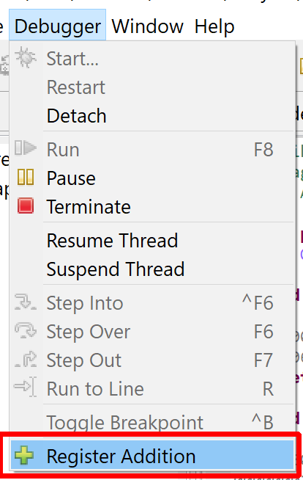 Debugger Window Help
Start...
Restart
Detach
Run F8
Pause
Terminate
Resume Thread
Suspend Thread
Step Into ^F6
Step Over F6
Step Out F7
Run to Line R
Toggle Breakpoint ^B
Register Addition